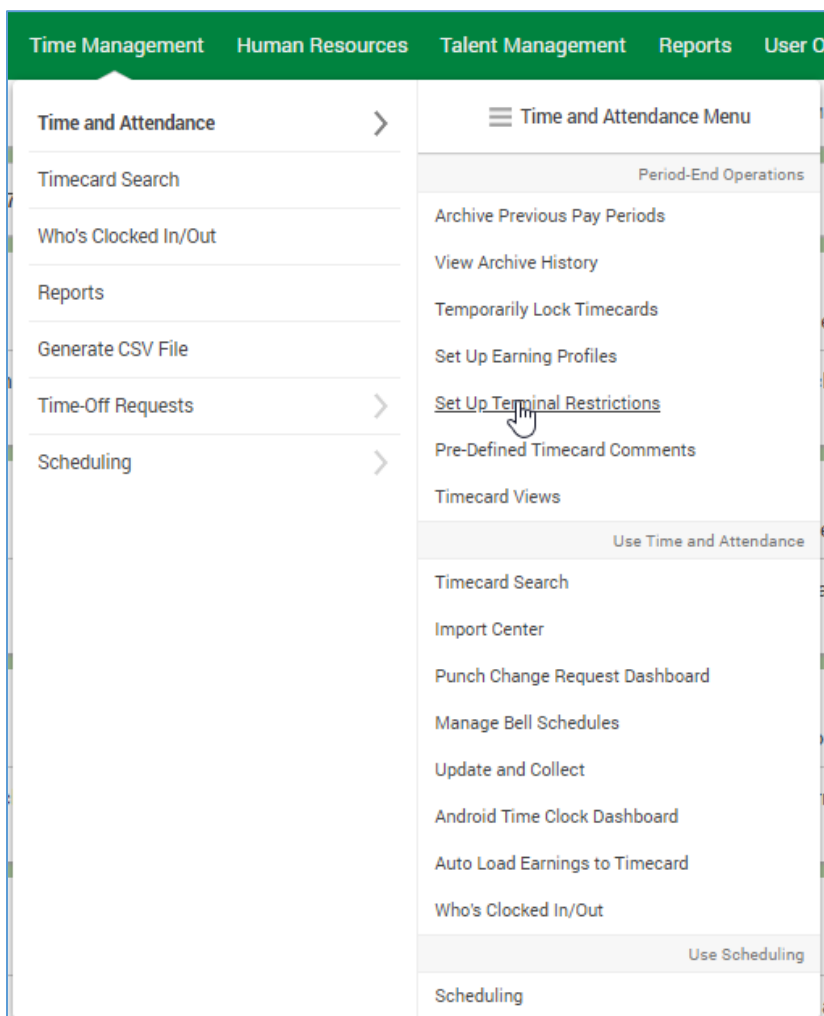 Time Management Human Resources Talent Management Reports User
Time and Attendance
Timecard Search
Who's Clocked In/Out
Reports
Generate CSV File
Time-Off Requests
Scheduling
Time and Attendance Menu
Period-End Operations
Archive Previous Pay Periods
View Archive History
Temporarily Lock Timecards
Set Up Earning Profiles
Set Up Terminal Restrictions
Pre-Defined Timecard Comments
Timecard Views
Use Time and Attendance
Timecard Search
Import Center
Punch Change Request Dashboard
Manage Bell Schedules
Update and Collect
Android Time Clock Dashboard
Auto Load Earnings to Timecard
Who's Clocked In/Out
Use Scheduling
Scheduling